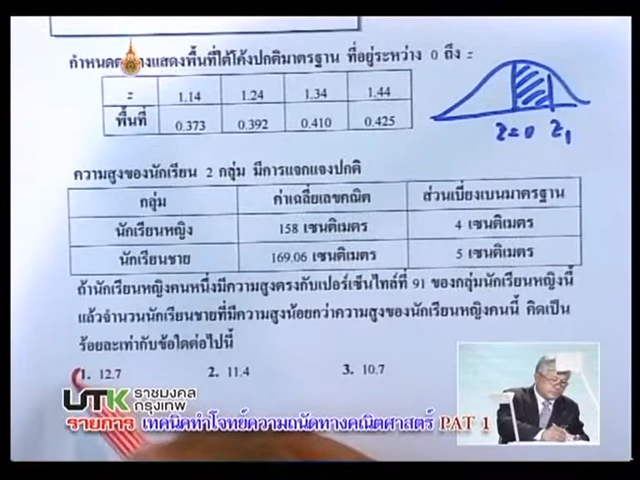 กำหนดตารางแสดงพื้นที่ใต้โค้งปกติมาตรฐาน ที่อยู่ระหว่าง 0 ถึง z
z 1.14 1.24 1.34 1.44
พื้นที่ 0.373 0.392 0.410 0.425
z=0 z₁
ความสูงของนักเรียน 2 กลุ่ม มีการแจกแจงปกติ
กลุ่ม ค่าเฉลี่ยเลขคณิต ส่วนเบี่ยงเบนมาตรฐาน
นักเรียนหญิง 158 เซนติเมตร 4 เซนติเมตร
นักเรียนชาย 169.06 เซนติเมตร 5 เซนติเมตร
ถ้านักเรียนหญิงคนหนึ่งมีความสูงตรงกับเปอร์เซ็นไทล์ที่ 91 ของกลุ่มนักเรียนหญิงนี้
แล้วจำนวนนักเรียนชายที่มีความสูงน้อยกว่าความสูงของนักเรียนหญิงคนนี้ คิดเป็น
ร้อยละเท่ากับข้อใดต่อไปนี้
1. 12.7 2. 11.4 3. 10.7
UTK ราชมงคล
กรุงเทพ
รายการ เทคนิคทำโจทย์ความถนัดทางคณิตศาสตร์ PAT 1